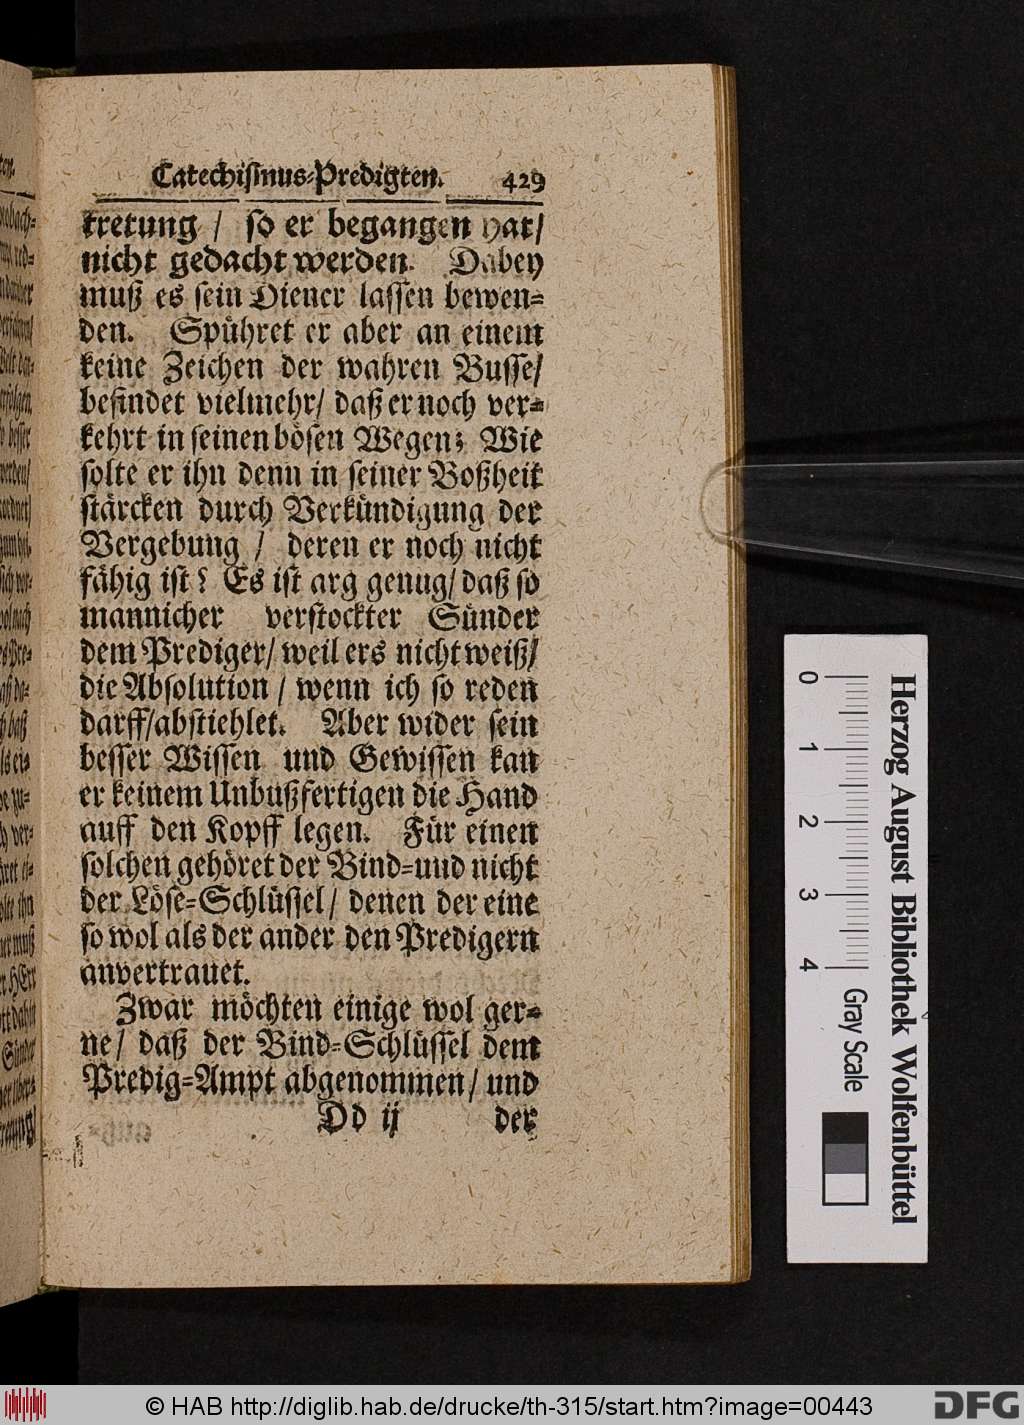 Catechismus-Predigten. 429
tretung / so er begangen hat/
nicht gedacht werden. Dabey
muß es sein Diener lassen bewen-
den. Spühret er aber an einem
keine Zeichen der wahren Busse/
befindet vielmehr/ daß er noch ver-
kehrt in seinen bösen Wegen; Wie
solte er ihn denn in seiner Boßheit
stärcken durch Verkündigung der
Vergebung / deren er noch nicht
fähig ist? Es ist arg genug/ daß so
mannicher verstockter Sünder
dem Prediger/ weil ers nicht weiß/
die Absolution / wenn ich so reden
darff/abstiehlet. Aber wider sein
besser Wissen und Gewissen kan
er keinem Unbußfertigen die Hand
auff den Kopff legen. Für einen
solchen gehöret der Bind-und nicht
der Löse-Schlüssel/ denen der eine
so wol als der ander den Predigern
anvertrauet.
Zwar möchten einige wol ger-
ne/ daß der Bind-Schlüssel dem
Predig-Ampt abgenommen/ und
Dd ij der
Herzog August Bibliothek Wolfenbüttel
0 1 2 3 4 Gray Scale
© HAB http://diglib.hab.de/drucke/th-315/start.htm?image=00443
DFG